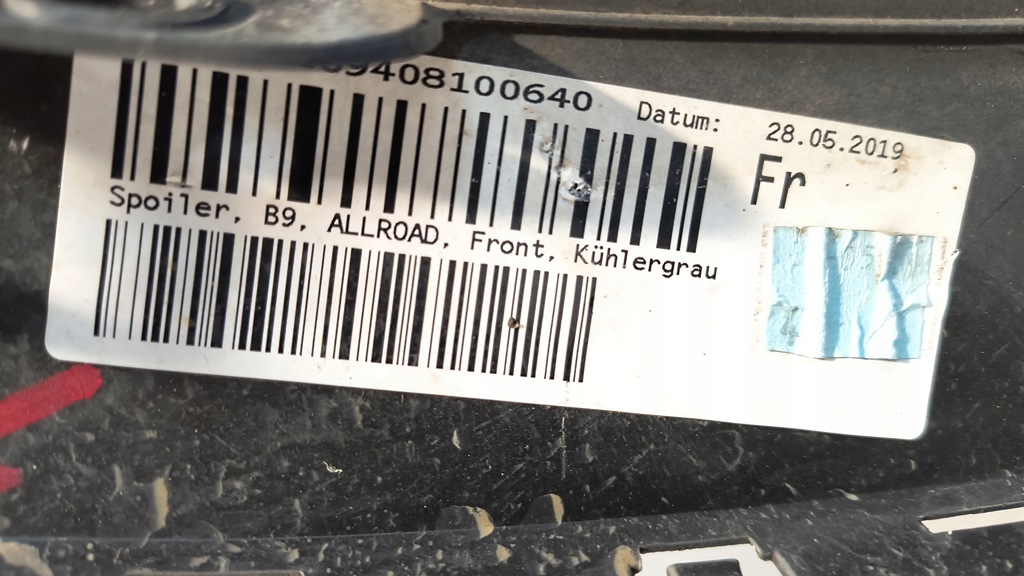 09408100640
Datum: 28.05.2019
Fr
Spoiler, B9, ALLROAD, Front, Kühlergrau